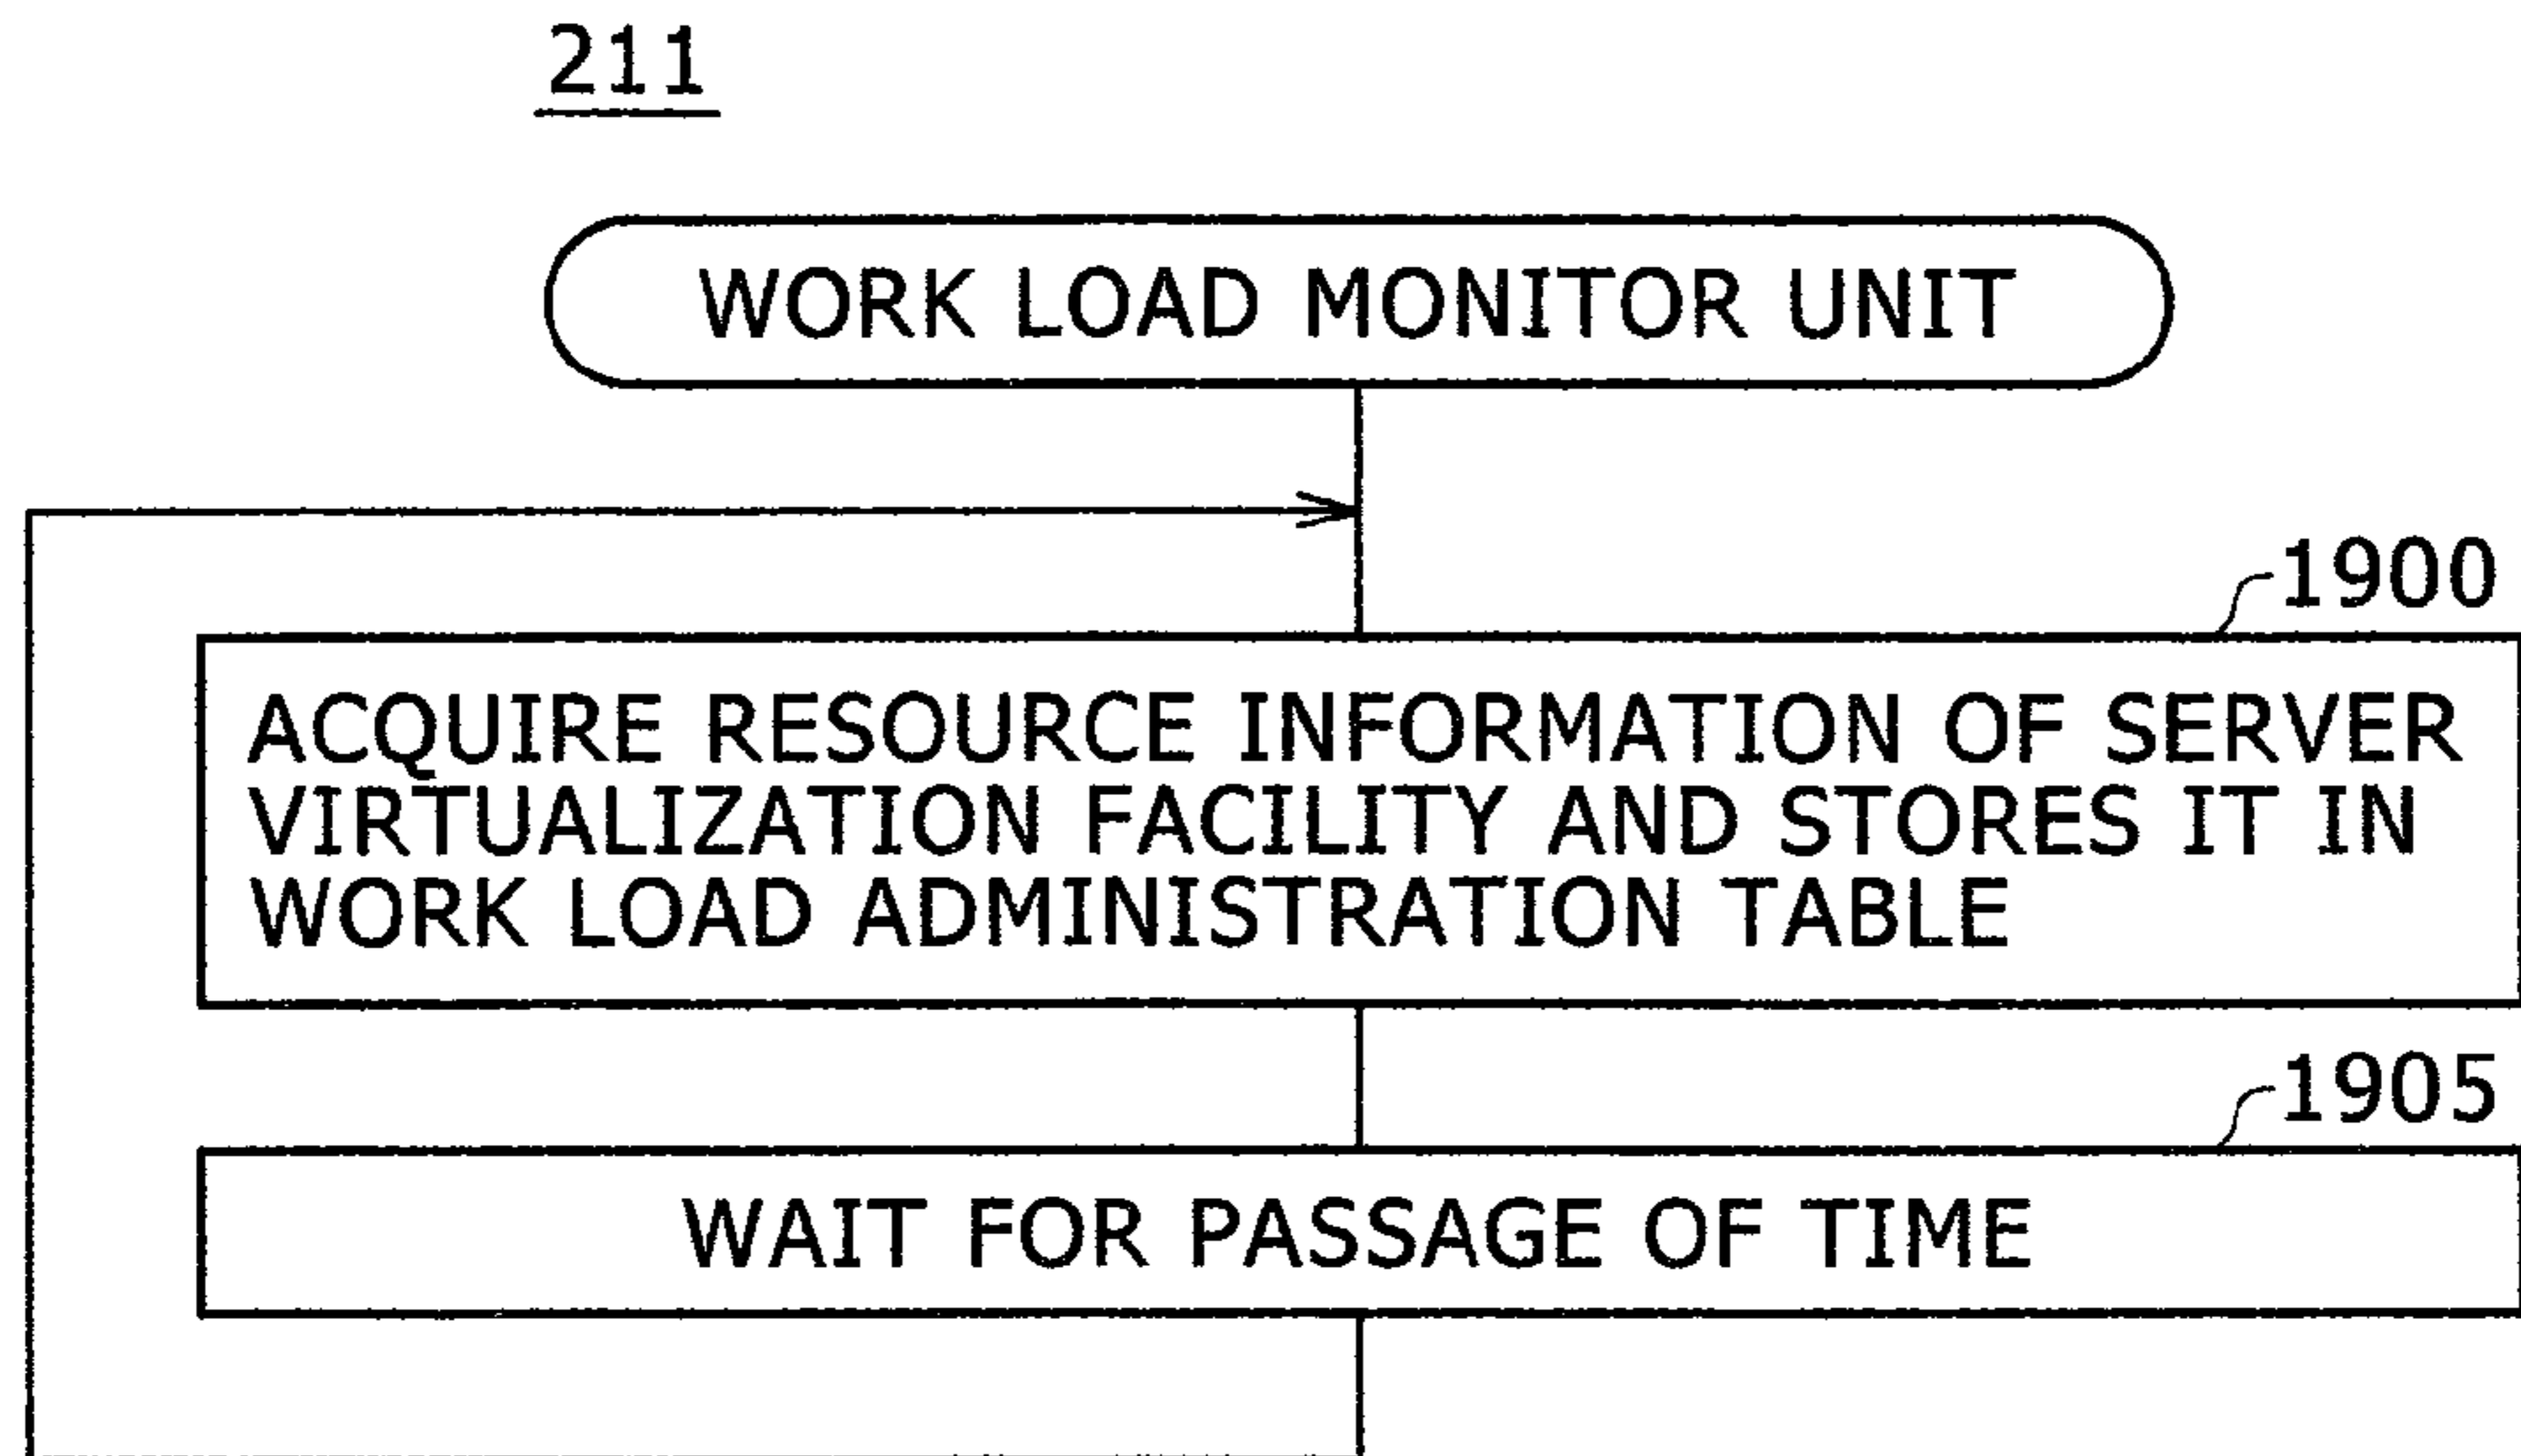 211
WORK LOAD MONITOR UNIT
1900
ACQUIRE RESOURCE INFORMATION OF SERVER
VIRTUALIZATION FACILITY AND STORES IT IN
WORK LOAD ADMINISTRATION TABLE
1905
WAIT FOR PASSAGE OF TIME